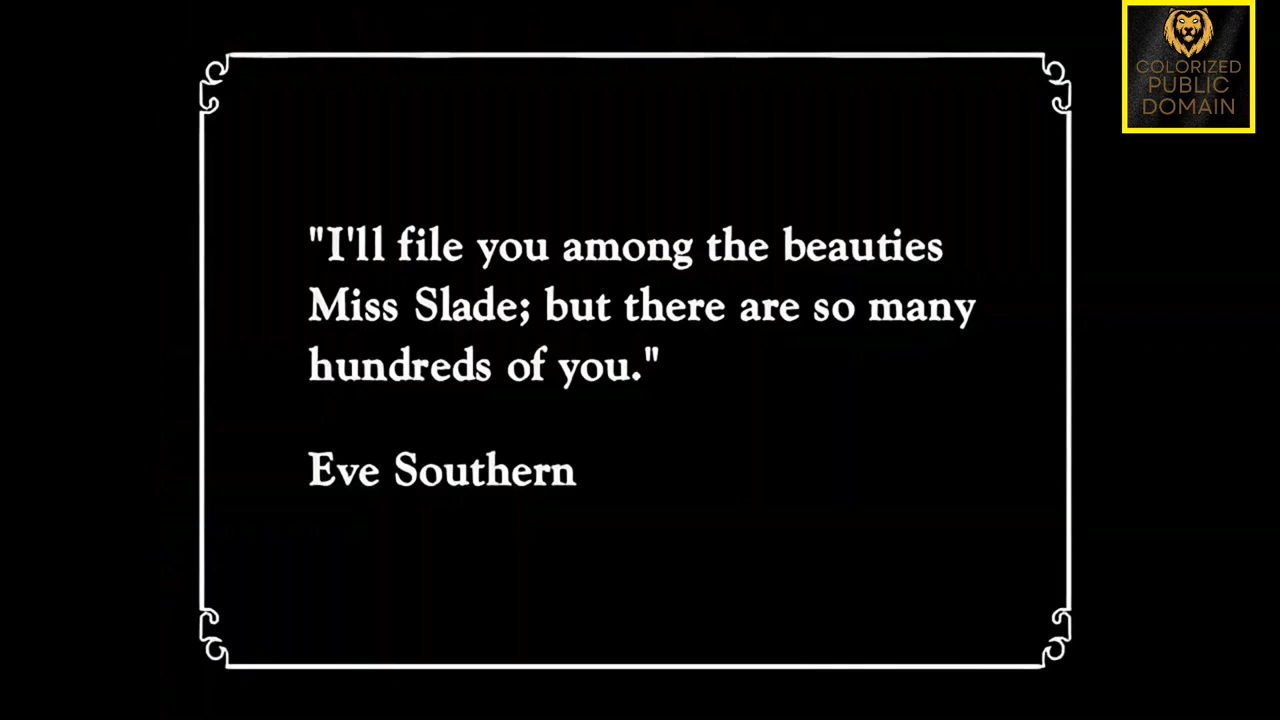 COLORIZED
PUBLIC
DOMAIN
"I'll file you among the beauties
Miss Slade; but there are so many
hundreds of you."
Eve Southern